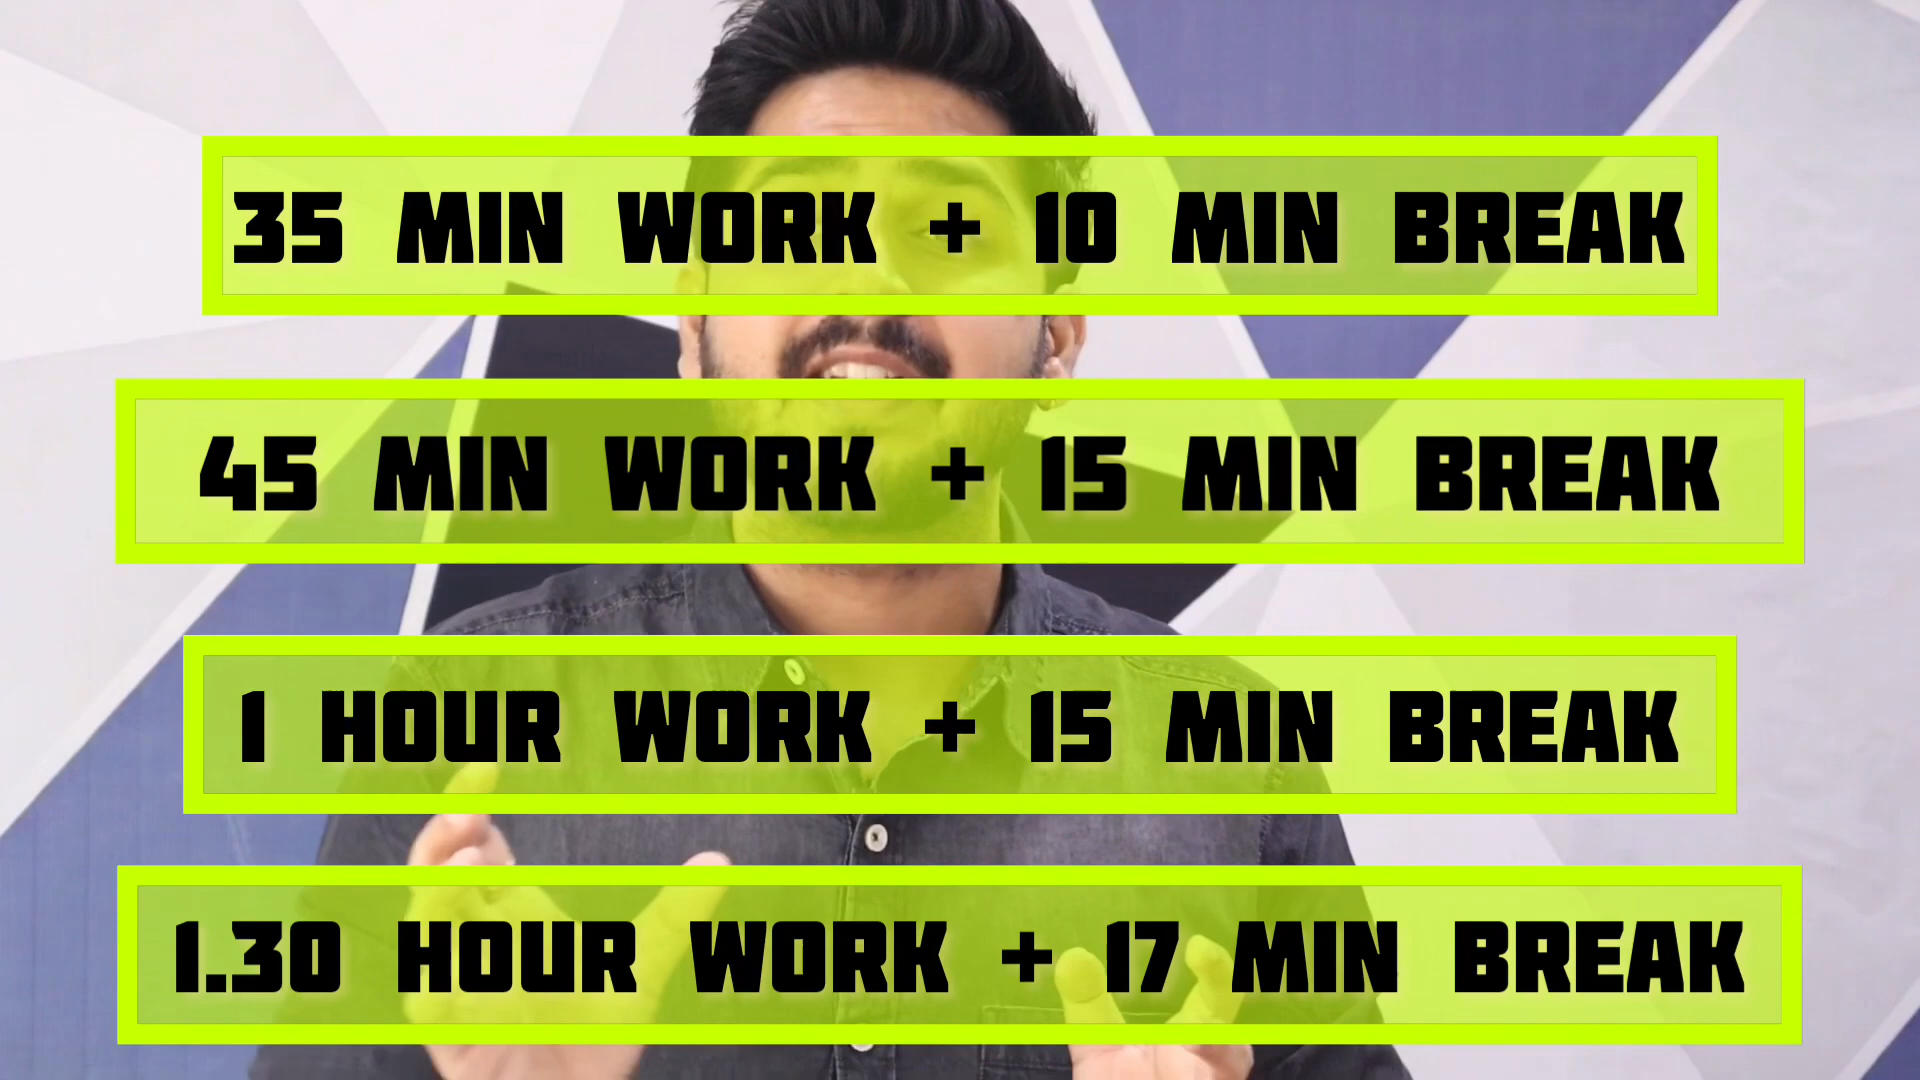 35 MIN WORK + 10 MIN BREAK
45 MIN WORK + 15 MIN BREAK
1 HOUR WORK + 15 MIN BREAK
1.30 HOUR WORK + 17 MIN BREAK